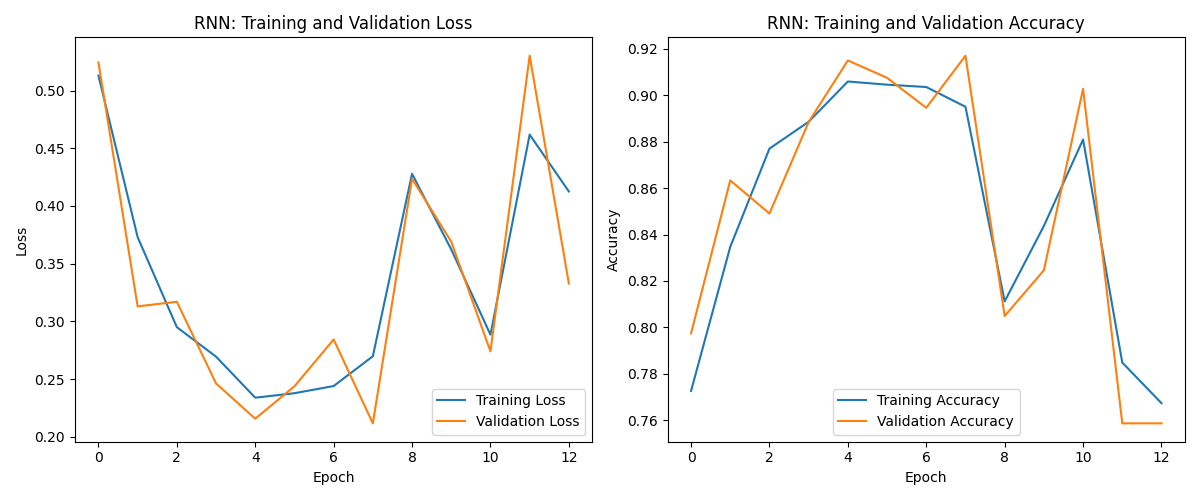 RNN: Training and Validation Loss
0.50
0.45
0.40
0.35
0.30
0.25
0.20
Loss
0 2 4 6 8 10 12
Epoch
Training Loss
Validation Loss
RNN: Training and Validation Accuracy
0.92
0.90
0.88
0.86
0.84
0.82
0.80
0.78
0.76
Accuracy
0 2 4 6 8 10 12
Epoch
Training Accuracy
Validation Accuracy